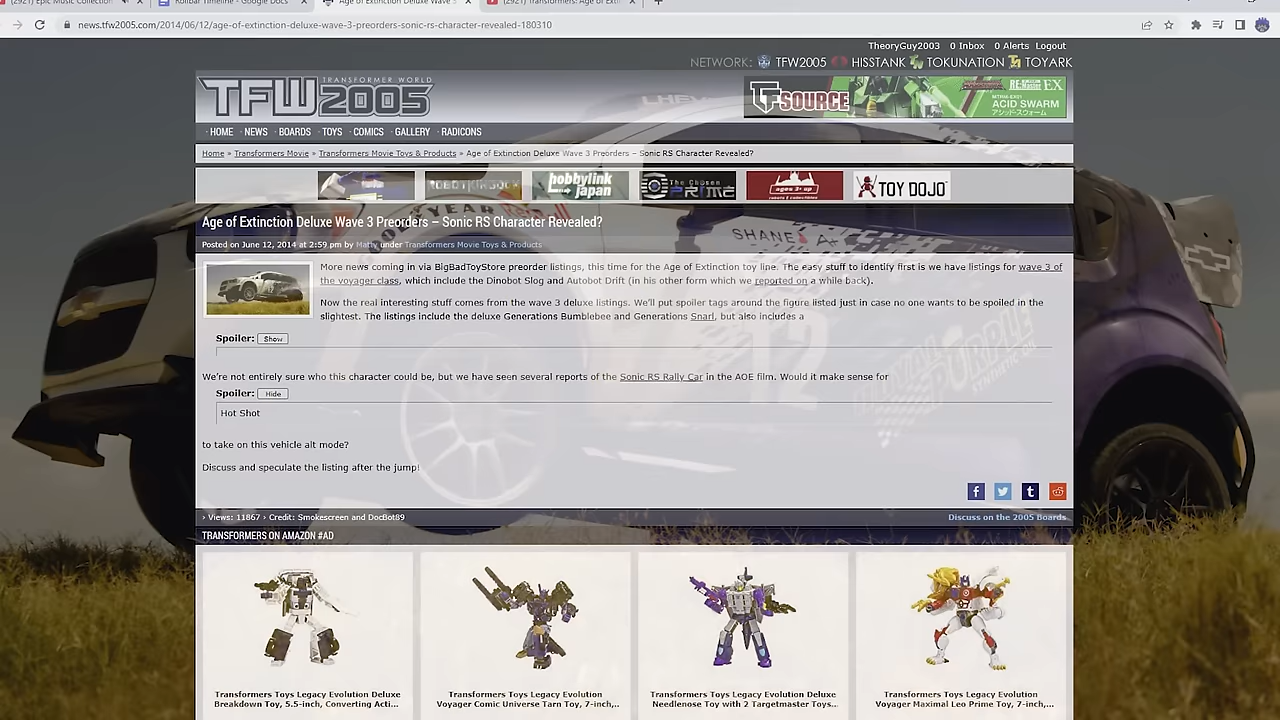 Rollbar Timeline - Google Docs
news.tfw2005.com/2014/06/12/age-of-extinction-deluxe-wave-3-preorders-sonic-rs-character-revealed-180310
TheoryGuy2003 0 Inbox 0 Alerts Logout
NETWORK: TFW2005 HISSTANK TOKUNATION TOYARK
TRANSFORMER WORLD
TFW2005
TFSOURCE
RE:MASTER EX
ACID SWARM
HOME NEWS BOARDS TOYS COMICS GALLERY RADICONS
Home » Transformers Movie » Transformers Movie Toys & Products » Age of Extinction Deluxe Wave 3 Preorders – Sonic RS Character Revealed?
ROBOTKINGDOM
hobbylink japan
The Chosen PRIME
ages three and up
TOY DOJO
Age of Extinction Deluxe Wave 3 Preorders – Sonic RS Character Revealed?
Posted on June 12, 2014 at 2:59 pm by Matty under Transformers Movie Toys & Products
More news coming in via BigBadToyStore preorder listings, this time for the Age of Extinction toy line. The easy stuff to identify first is we have listings for wave 3 of
the voyager class, which include the Dinobot Slog and Autobot Drift (in his other form which we reported on a while back).
Now the real interesting stuff comes from the wave 3 deluxe listings. We'll put spoiler tags around the figure listed just in case no one wants to be spoiled in the
slightest. The listings include the deluxe Generations Bumblebee and Generations Snarl, but also includes a
Spoiler: Show
We're not entirely sure who this character could be, but we have seen several reports of the Sonic RS Rally Car in the AOE film. Would it make sense for
Spoiler: Hide
Hot Shot
to take on this vehicle alt mode?
Discuss and speculate the listing after the jump!
› Views: 11867 › Credit: Smokescreen and DocBot89
Discuss on the 2005 Boards
TRANSFORMERS ON AMAZON #AD
Transformers Toys Legacy Evolution Deluxe
Breakdown Toy, 5.5-inch, Converting Acti...
Transformers Toys Legacy Evolution
Voyager Comic Universe Tarn Toy, 7-inch,...
Transformers Toys Legacy Evolution Deluxe
Needlenose Toy with 2 Targetmaster Toys...
Transformers Toys Legacy Evolution
Voyager Maximal Leo Prime Toy, 7-inch,...